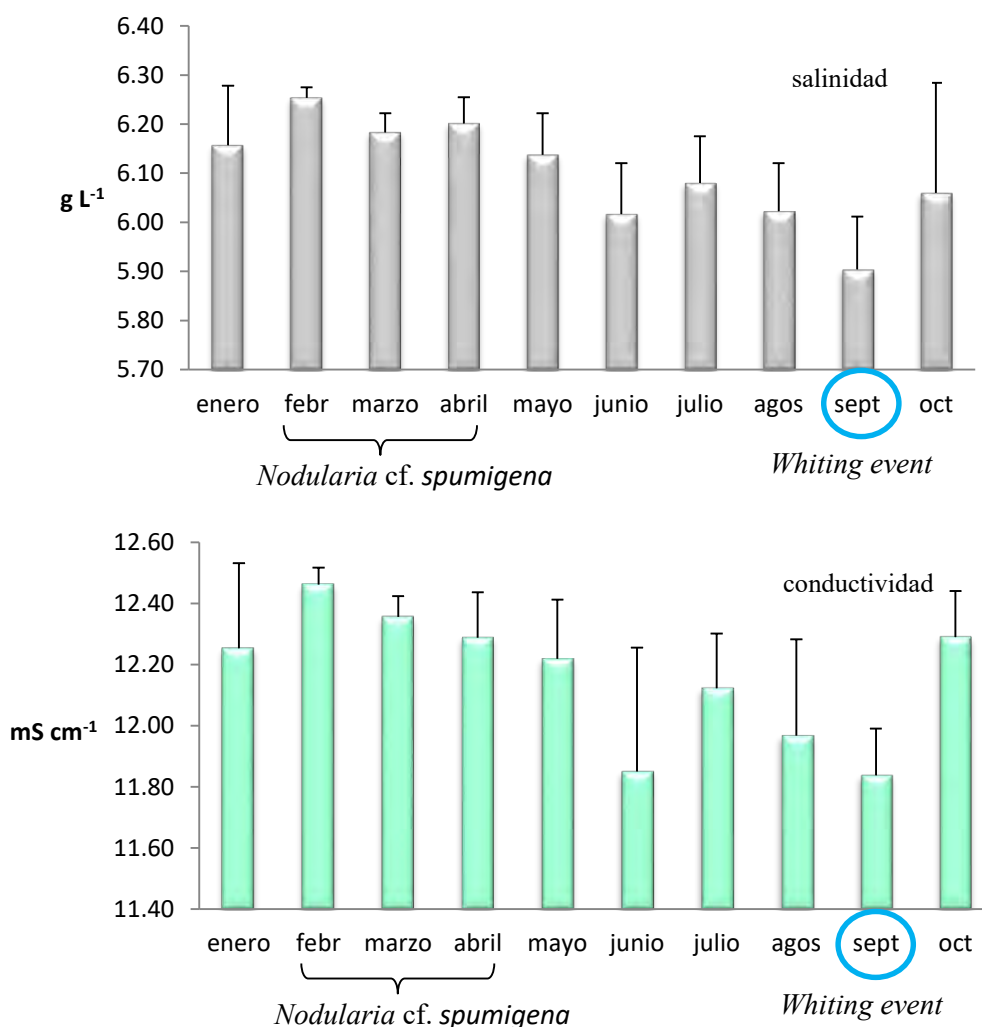 6.40
6.30
salinidad
6.20
6.10
g L-1
6.00
5.90
5.80
5.70
enero febr marzo abril mayo junio julio agos sept oct
Nodularia cf. spumigena Whiting event
12.60
conductividad
12.40
12.20
12.00
mS cm-1
11.80
11.60
11.40
enero febr marzo abril mayo junio julio agos sept oct
Nodularia cf. spumigena Whiting event